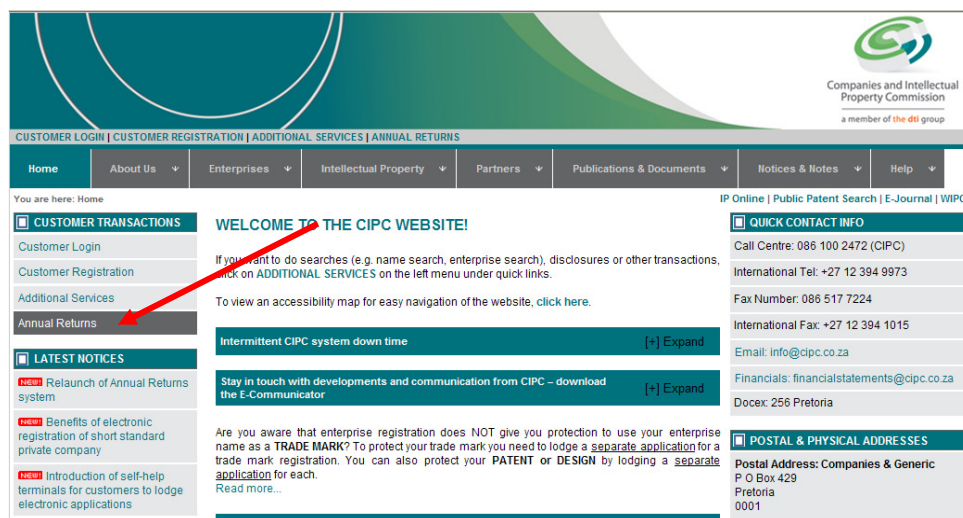 Companies and Intellectual
Property Commission
a member of the dti group
CUSTOMER LOGIN | CUSTOMER REGISTRATION | ADDITIONAL SERVICES | ANNUAL RETURNS
Home
About Us
Enterprises
Intellectual Property
Partners
Publications & Documents
Notices & Notes
Help
You are here: Home
IP Online | Public Patent Search | E-Journal | WIPO
CUSTOMER TRANSACTIONS
Customer Login
Customer Registration
Additional Services
Annual Returns
LATEST NOTICES
NEW! Relaunch of Annual Returns
system
NEW! Benefits of electronic
registration of short standard
private company
NEW! Introduction of self-help
terminals for customers to lodge
electronic applications
WELCOME TO THE CIPC WEBSITE!
If you want to do searches (e.g. name search, enterprise search), disclosures or other transactions,
click on ADDITIONAL SERVICES on the left menu under quick links.
To view an accessibility map for easy navigation of the website, click here.
Intermittent CIPC system down time
[+] Expand
Stay in touch with developments and communication from CIPC – download
the E-Communicator
[+] Expand
Are you aware that enterprise registration does NOT give you protection to use your enterprise
name as a TRADE MARK? To protect your trade mark you need to lodge a separate application for a
trade mark registration. You can also protect your PATENT or DESIGN by lodging a separate
application for each.
Read more...
QUICK CONTACT INFO
Call Centre: 086 100 2472 (CIPC)
International Tel: +27 12 394 9973
Fax Number: 086 517 7224
International Fax: +27 12 394 1015
Email: info@cipc.co.za
Financials: financialstatements@cipc.co.za
Docex: 256 Pretoria
POSTAL & PHYSICAL ADDRESSES
Postal Address: Companies & Generic
P O Box 429
Pretoria
0001